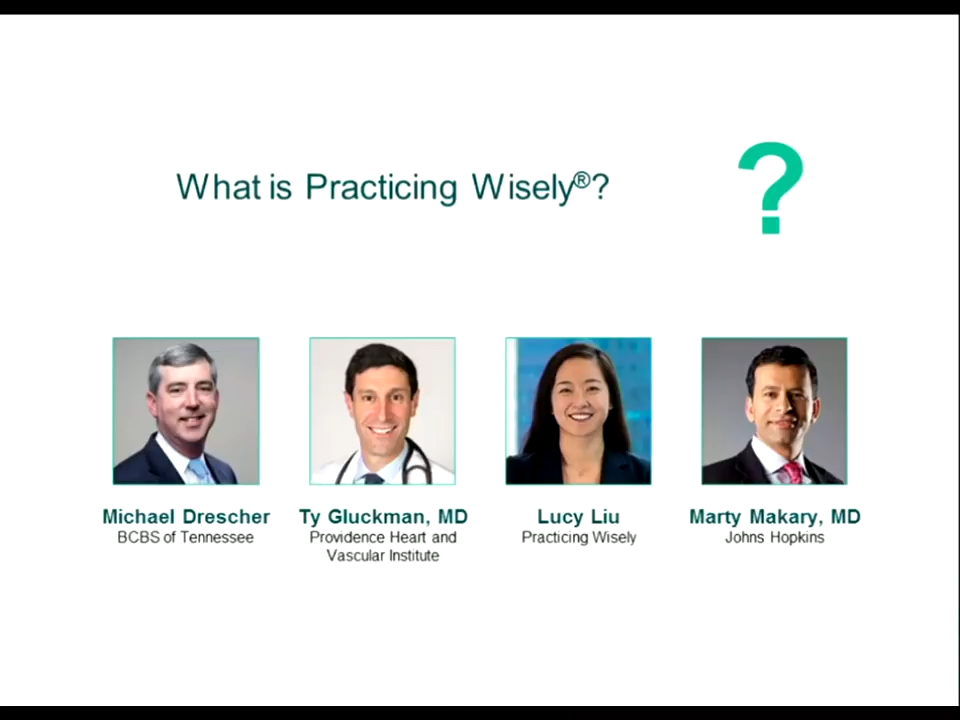 What is Practicing Wisely®?
?
Michael Drescher
BCBS of Tennessee
Ty Gluckman, MD
Providence Heart and
Vascular Institute
Lucy Liu
Practicing Wisely
Marty Makary, MD
Johns Hopkins